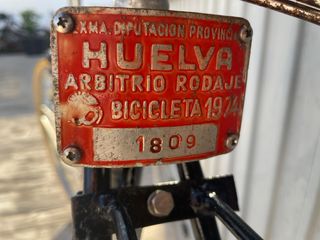 EXMA. DIPUTACION PROVINCIAL
HUELVA
ARBITRIO RODAJE
BICICLETA 1974
1809